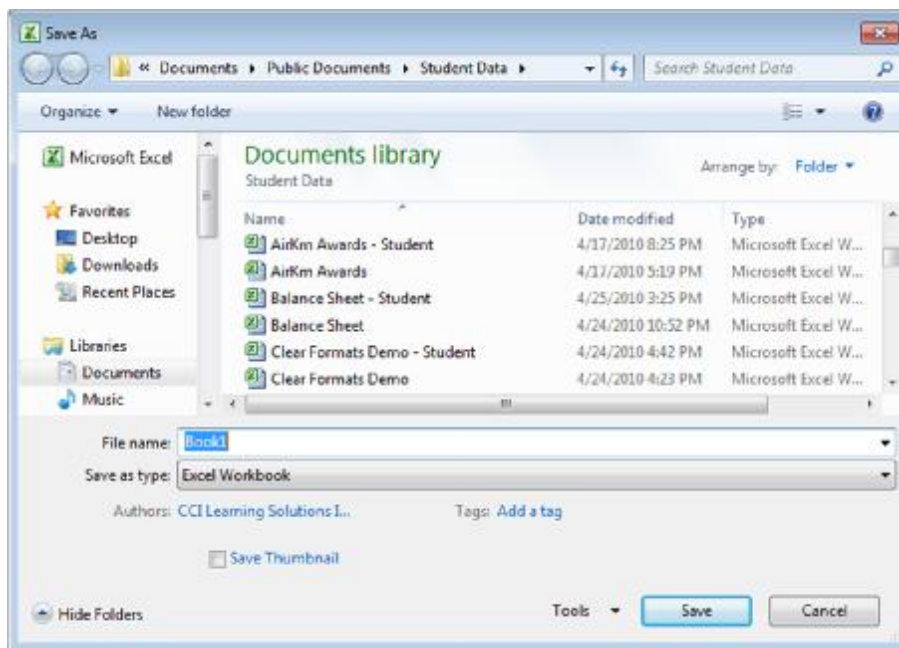 Save As
« Documents Public Documents Student Data Search Student Data
Organize New folder
Microsoft Excel
Favorites
Desktop
Downloads
Recent Places
Libraries
Documents
Music
Documents library
Student Data
Arrange by: Folder
Name Date modified Type
AirKm Awards - Student 4/17/2010 8:25 PM Microsoft Excel W...
AirKm Awards 4/17/2010 5:19 PM Microsoft Excel W...
Balance Sheet - Student 4/25/2010 3:25 PM Microsoft Excel W...
Balance Sheet 4/24/2010 10:52 PM Microsoft Excel W...
Clear Formats Demo - Student 4/24/2010 4:42 PM Microsoft Excel W...
Clear Formats Demo 4/24/2010 4:23 PM Microsoft Excel W...
File name: Book1
Save as type: Excel Workbook
Authors: CCI Learning Solutions I... Tags: Add a tag
Save Thumbnail
Hide Folders Tools Save Cancel